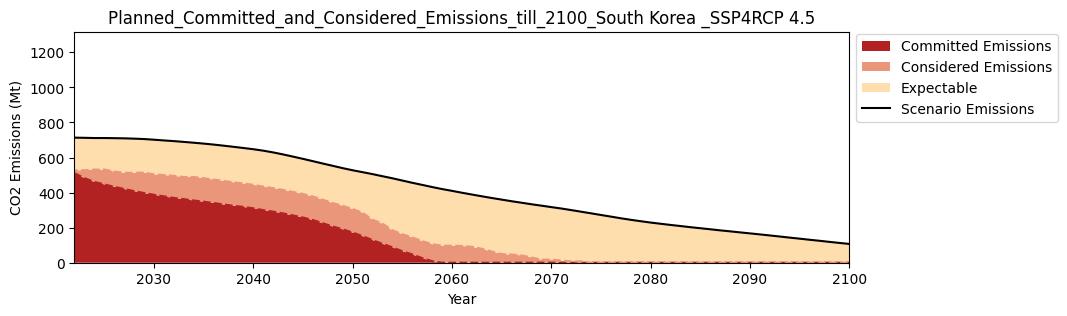 Planned_Committed_and_Considered_Emissions_till_2100_South Korea _SSP4RCP 4.5
Committed Emissions
Considered Emissions
Expectable
Scenario Emissions
CO2 Emissions (Mt)
1200
1000
800
600
400
200
0
2030 2040 2050 2060 2070 2080 2090 2100
Year